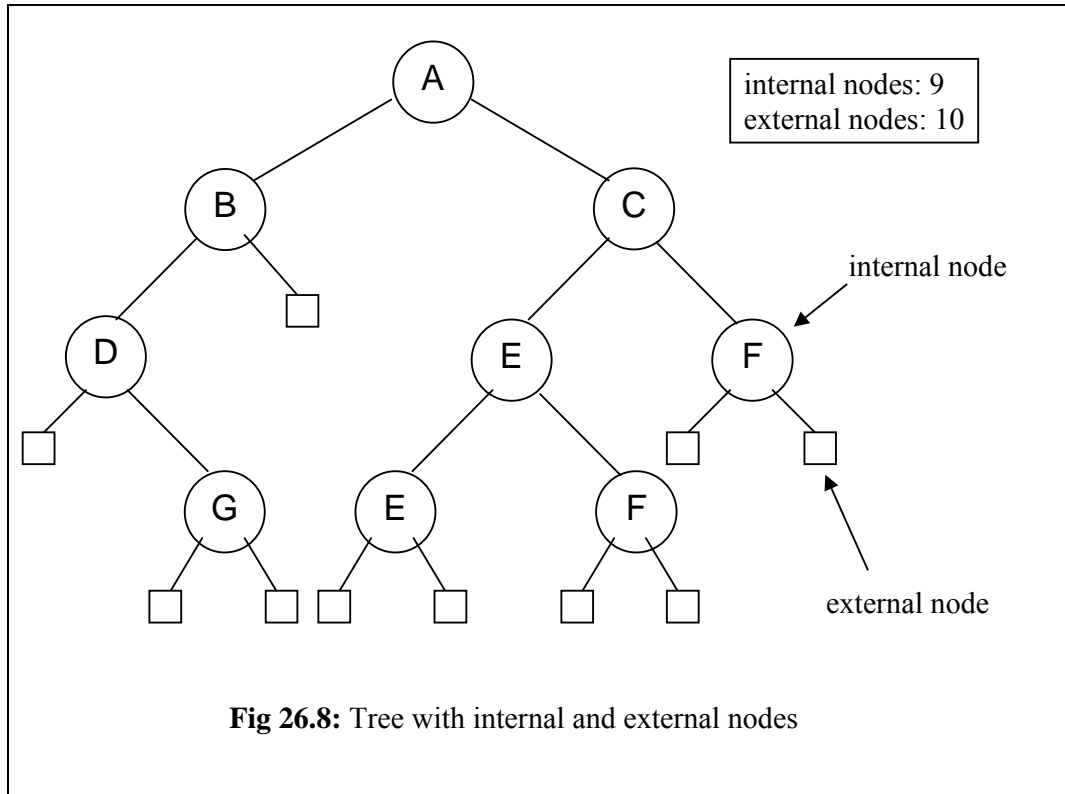 A
internal nodes: 9
external nodes: 10
B
C
internal node
D
E
F
G
E
F
external node
Fig 26.8: Tree with internal and external nodes